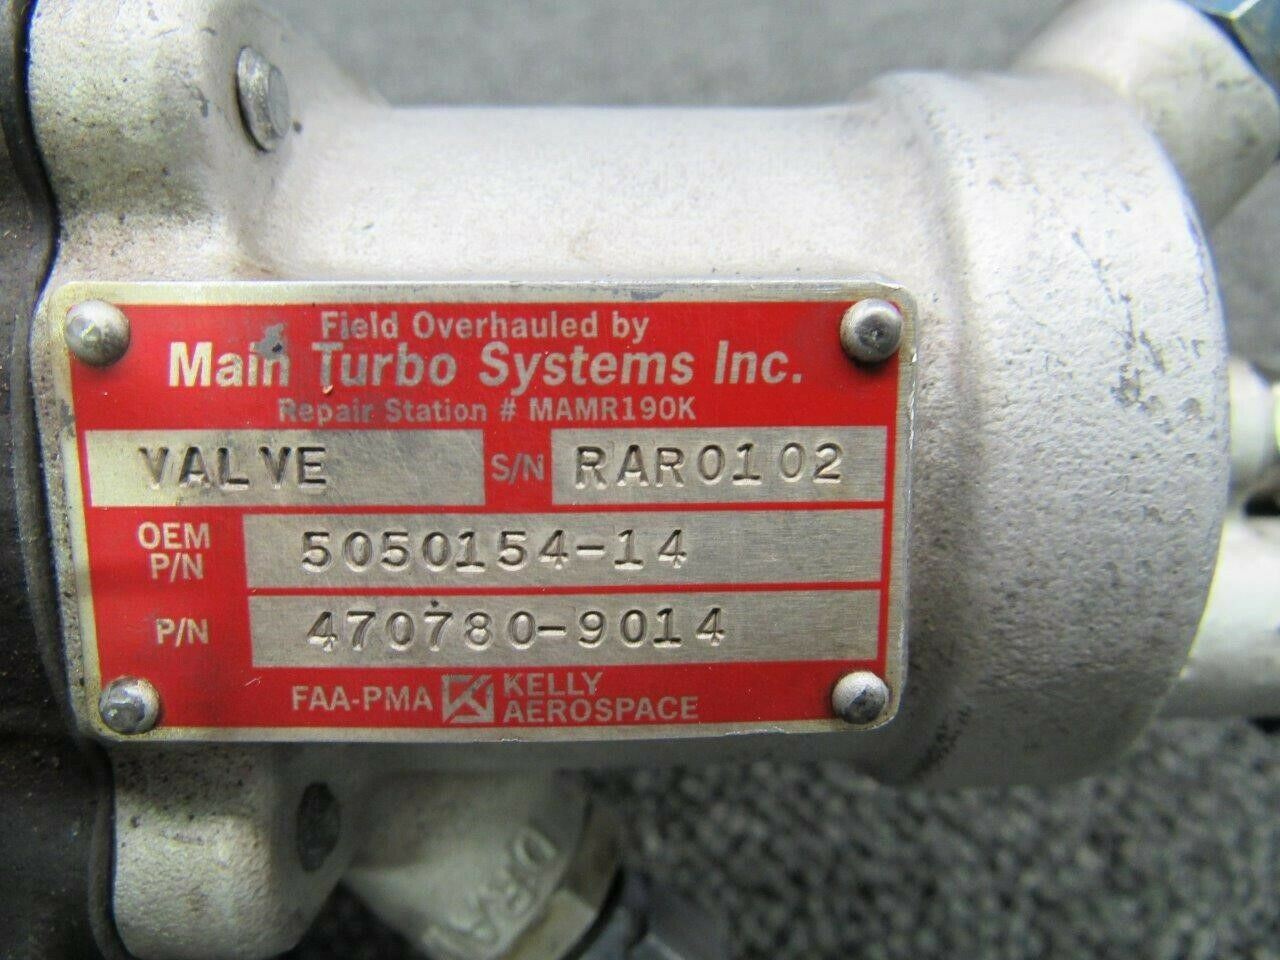 Field Overhauled by
Main Turbo Systems Inc.
Repair Station # MAMR190K
VALVE S/N RAR0102
OEM P/N 5050154-14
P/N 470780-9014
FAA-PMA KELLY AEROSPACE